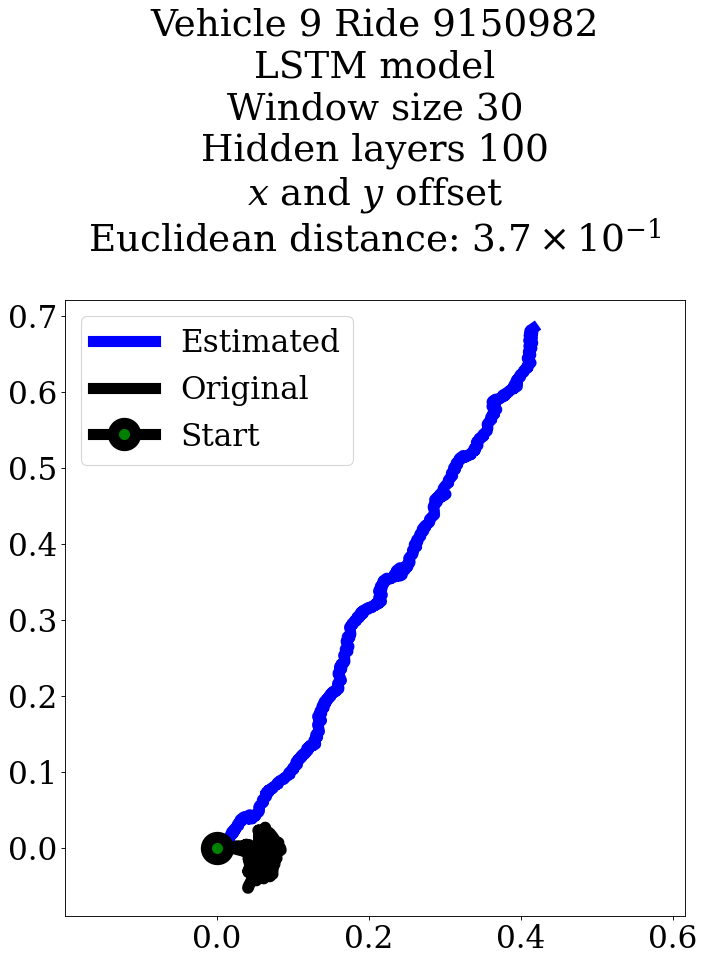 Vehicle 9 Ride 9150982
LSTM model
Window size 30
Hidden layers 100
x and y offset
Euclidean distance: 3.7 × 10⁻¹
Estimated
Original
Start
0.7
0.6
0.5
0.4
0.3
0.2
0.1
0.0
0.0 0.2 0.4 0.6